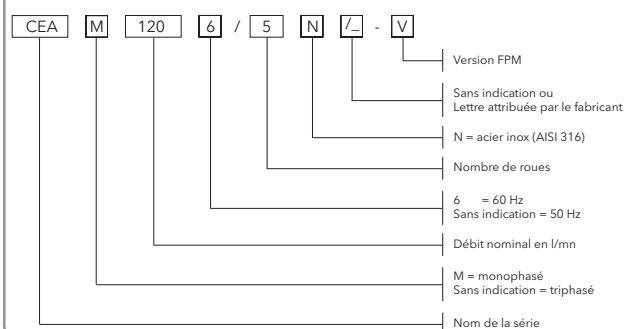 CEA M 120 6 / 5 N /_ - V
Version FPM
Sans indication ou
Lettre attribuée par le fabricant
N = acier inox (AISI 316)
Nombre de roues
6 = 60 Hz
Sans indication = 50 Hz
Débit nominal en l/mn
M = monophasé
Sans indication = triphasé
Nom de la série